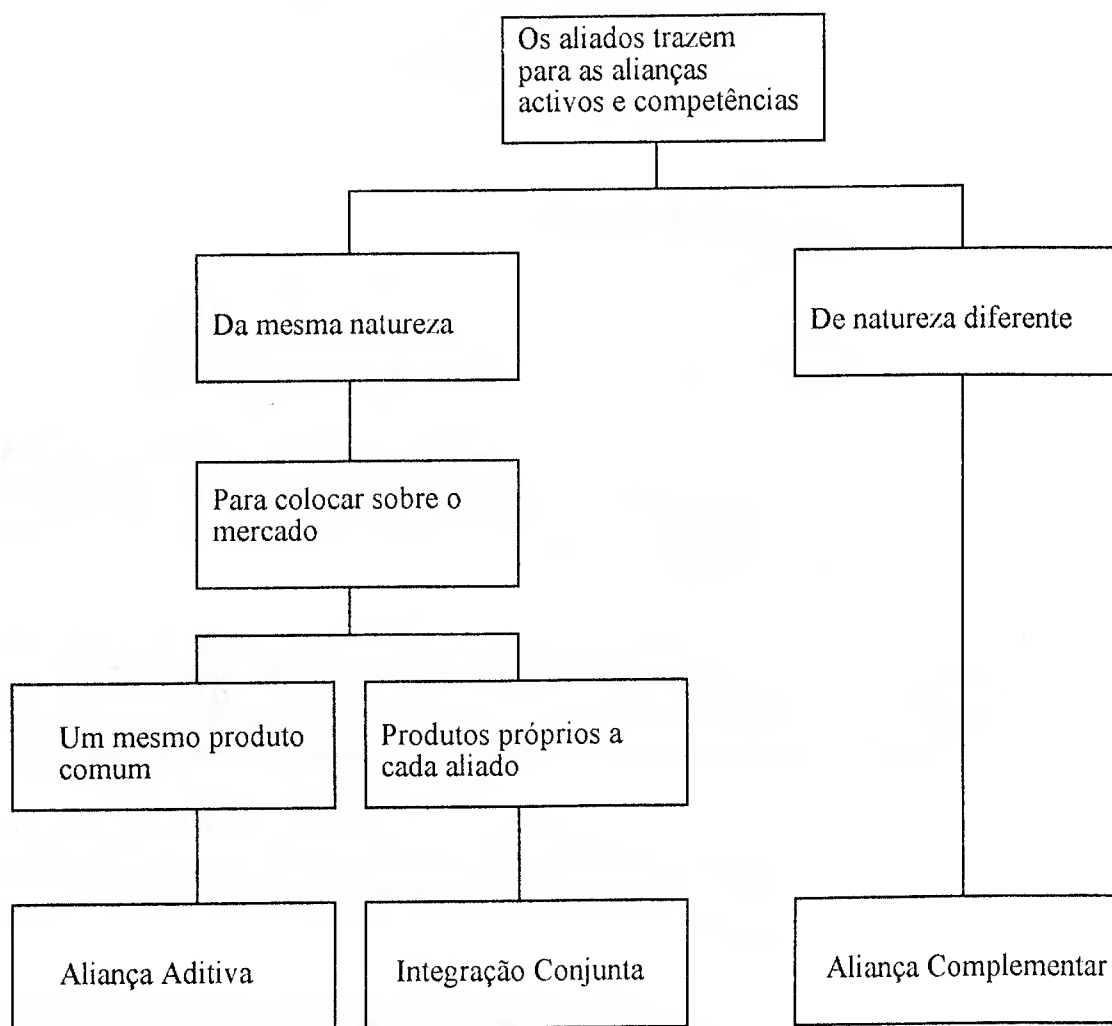 Os aliados trazem
para as alianças
activos e competências
Da mesma natureza
De natureza diferente
Para colocar sobre o
mercado
Um mesmo produto
comum
Produtos próprios a
cada aliado
Aliança Aditiva
Integração Conjunta
Aliança Complementar